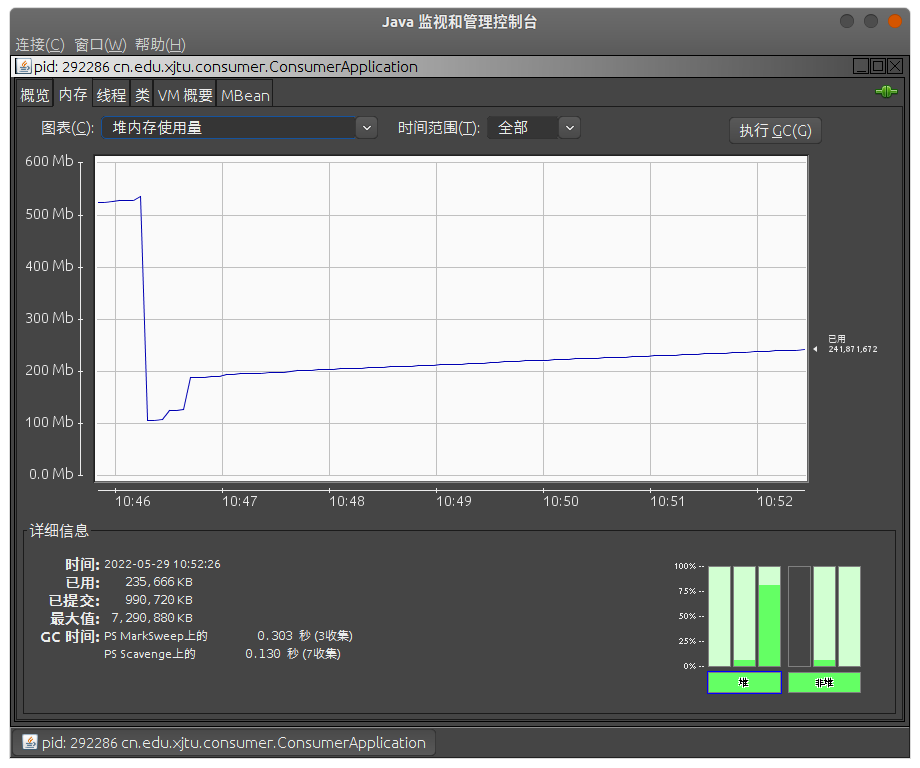 Java 监视和管理控制台
连接(C) 窗口(W) 帮助(H)
pid: 292286 cn.edu.xjtu.consumer.ConsumerApplication
概览 内存 线程 类 VM 概要 MBean
图表(C): 堆内存使用量 时间范围(T): 全部 执行 GC(G)
600 Mb
500 Mb
400 Mb
300 Mb
200 Mb
100 Mb
0.0 Mb
已用
241,871,672
10:46 10:47 10:48 10:49 10:50 10:51 10:52
详细信息
时间: 2022-05-29 10:52:26
已用: 235,666 KB
已提交: 990,720 KB
最大值: 7,290,880 KB
GC 时间: PS MarkSweep上的 0.303 秒 (3收集)
PS Scavenge上的 0.130 秒 (7收集)
100% --
75% --
50% --
25% --
0% --
堆 非堆
pid: 292286 cn.edu.xjtu.consumer.ConsumerApplication